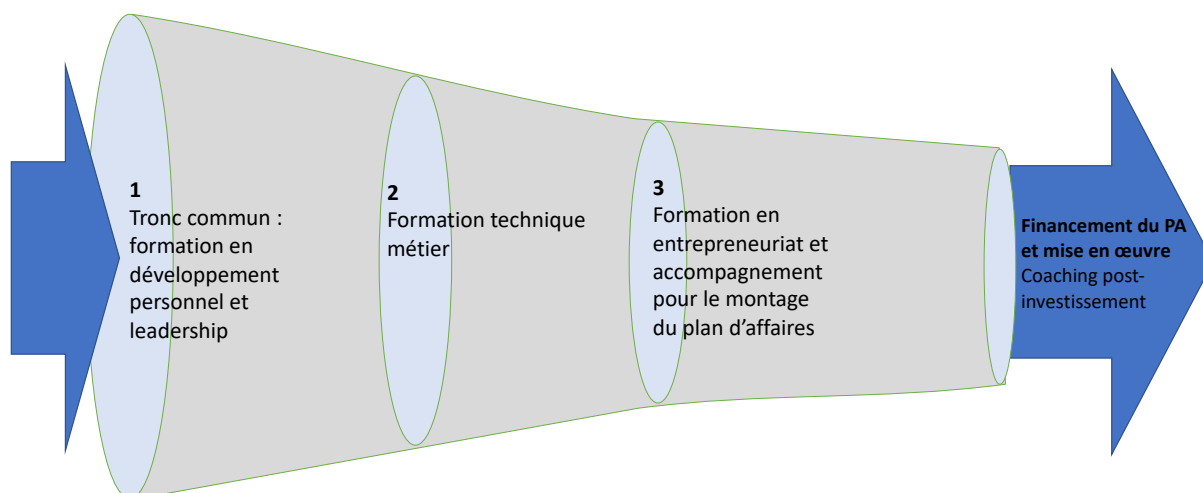 1
Tronc commun :
formation en
développement
personnel et
leadership
2
Formation technique
métier
3
Formation en
entrepreneuriat et
accompagnement
pour le montage
du plan d’affaires
Financement du PA
et mise en œuvre
Coaching post-
investissement